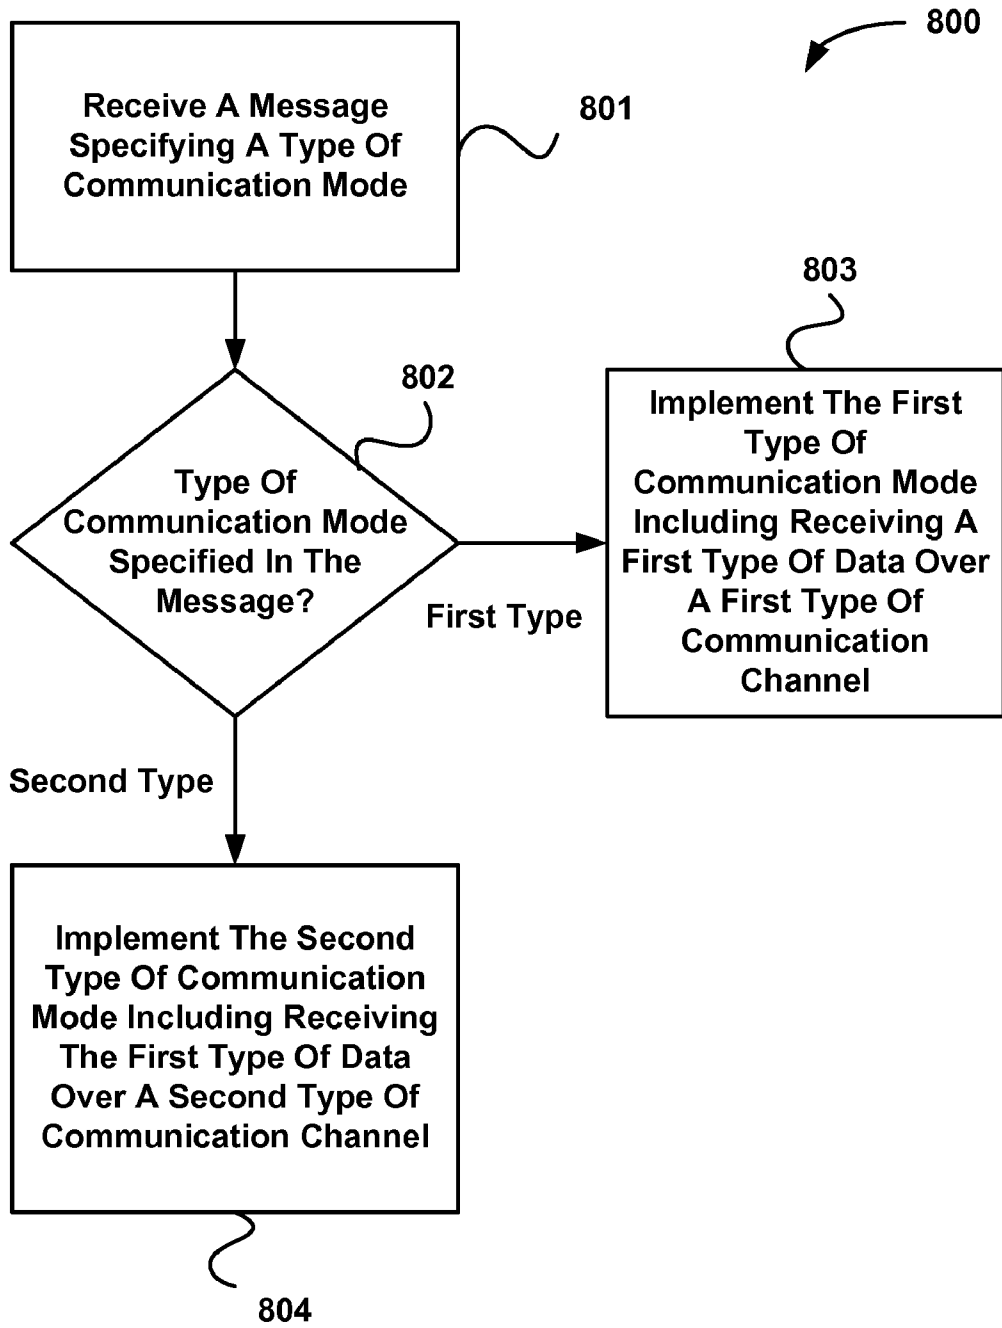 800
Receive A Message
Specifying A Type Of
Communication Mode
801
803
802
Type Of
Communication Mode
Specified In The
Message?
First Type
Implement The First
Type Of
Communication Mode
Including Receiving A
First Type Of Data Over
A First Type Of
Communication
Channel
Second Type
Implement The Second
Type Of Communication
Mode Including Receiving
The First Type Of Data
Over A Second Type Of
Communication Channel
804